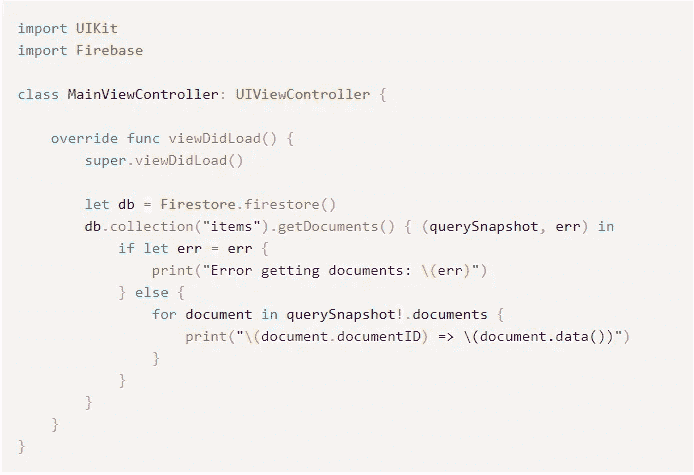 import UIKit
import Firebase
class MainViewController: UIViewController {
override func viewDidLoad() {
super.viewDidLoad()
let db = Firestore.firestore()
db.collection("items").getDocuments() { (querySnapshot, err) in
if let err = err {
print("Error getting documents: \(err)")
} else {
for document in querySnapshot!.documents {
print("\(document.documentID) => \(document.data())")
}
}
}
}
}